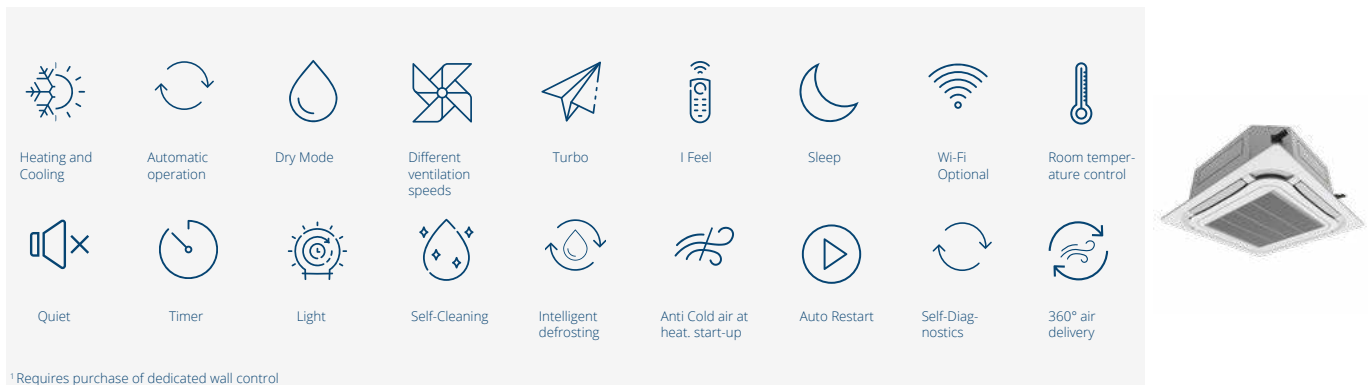 Heating and Cooling
Automatic operation
Dry Mode
Different ventilation speeds
Turbo
I Feel
Sleep
Wi-Fi Optional
Room temper-
ature control
Quiet
Timer
Light
Self-Cleaning
Intelligent defrosting
Anti Cold air at
heat. start-up
Auto Restart
Self-Diag-
nostics
360° air
delivery
¹ Requires purchase of dedicated wall control